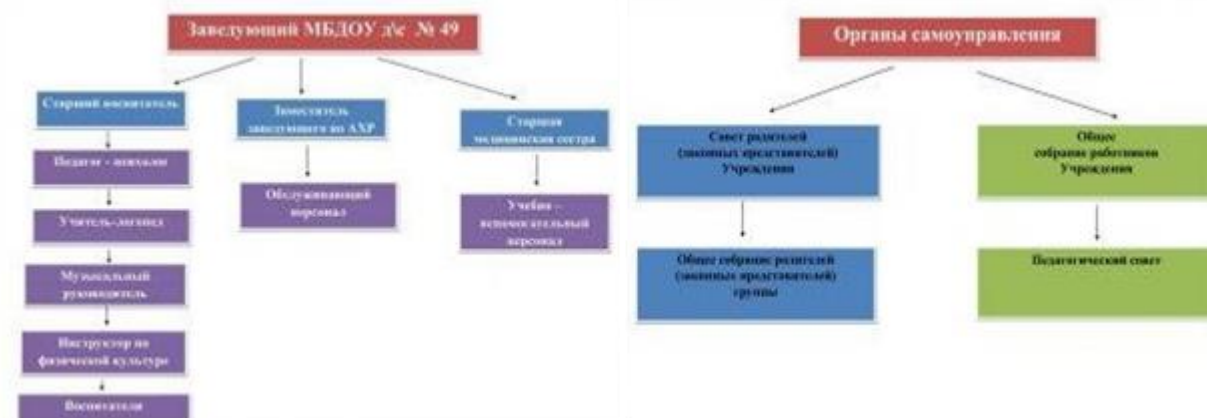 Заведующий МБДОУ д\с № 49
Старший воспитатель
Педагог - психолог
Учитель-логопед
Музыкальный
руководитель
Инструктор по
физической культуре
Воспитатели
Заместитель
заведующего по АХР
Обслуживающий
персонал
Старшая
медицинская сестра
Учебно –
вспомогательный
персонал
Органы самоуправления
Совет родителей
(законных представителей)
Учреждения
Общее собрание родителей
(законных представителей)
группы
Общее
собрание работников
Учреждения
Педагогический совет